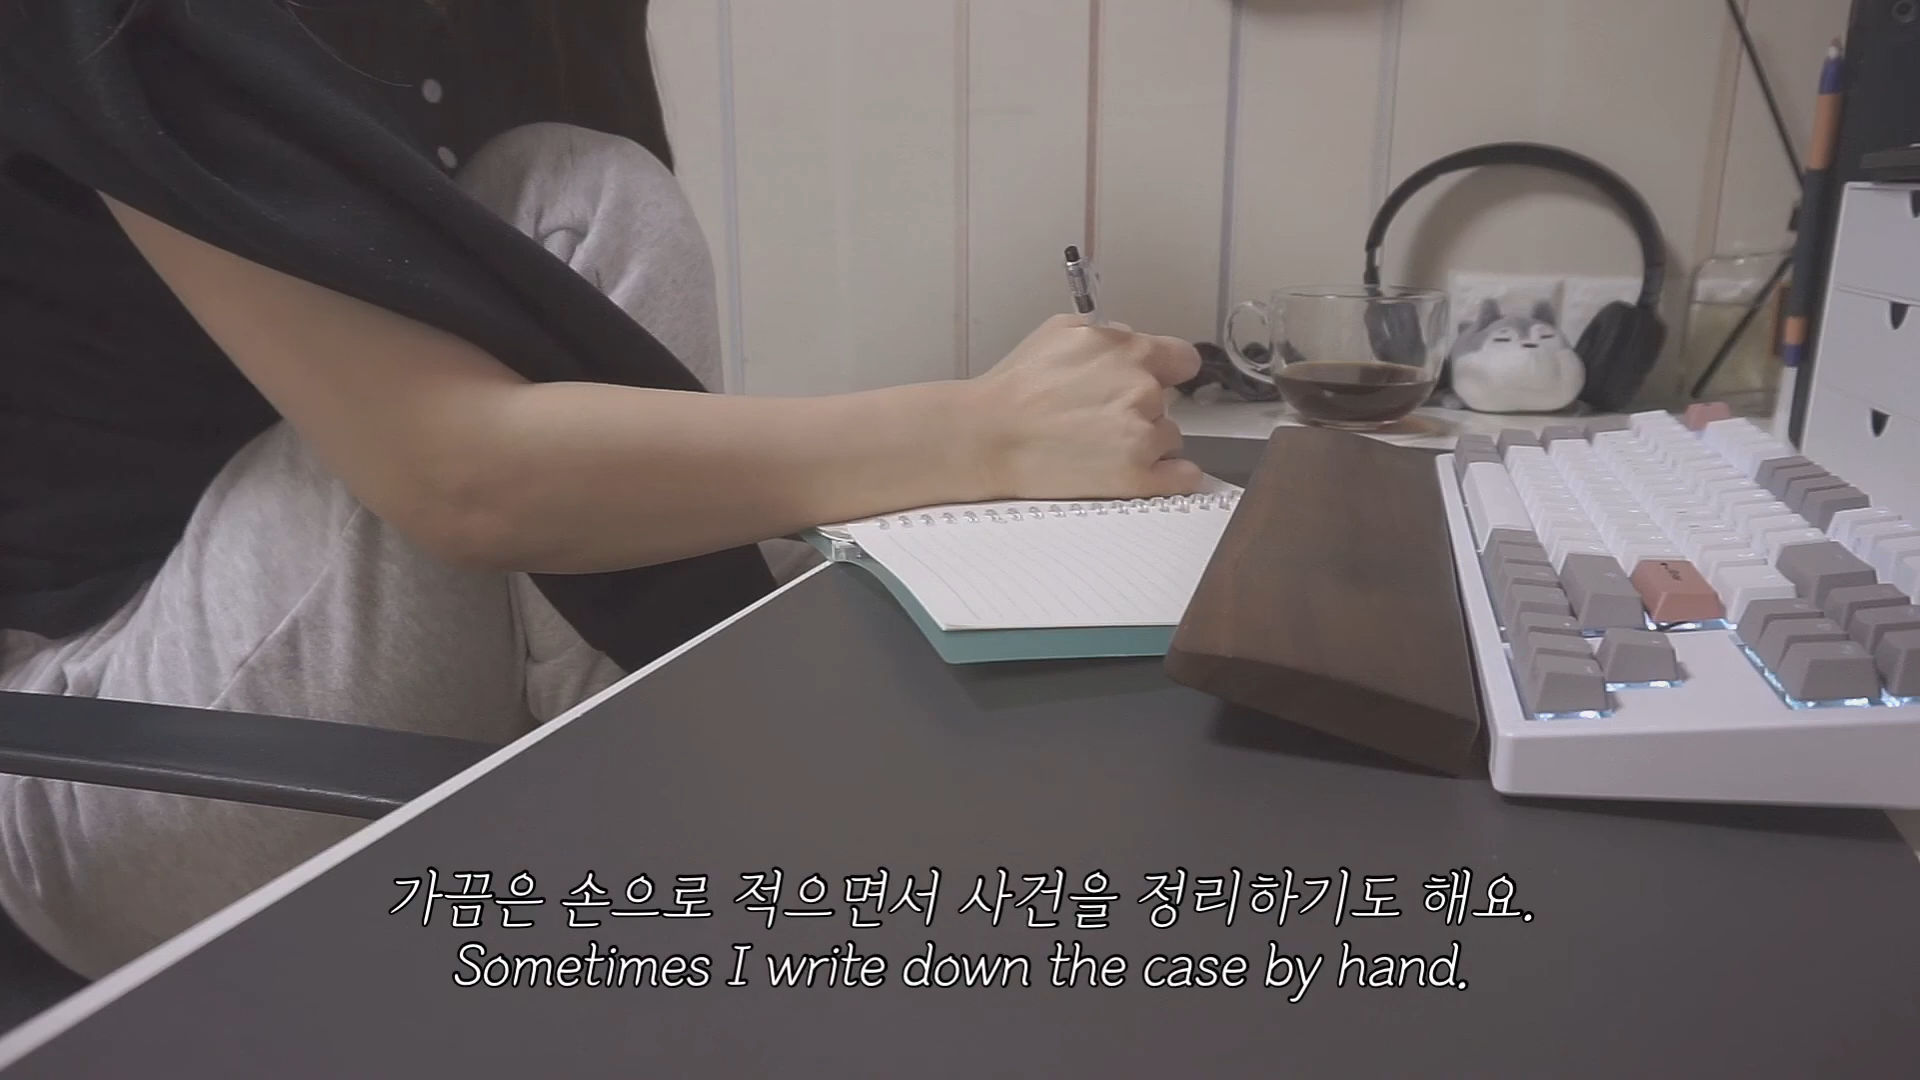 가끔은 손으로 적으면서 사건을 정리하기도 해요.
Sometimes I write down the case by hand.